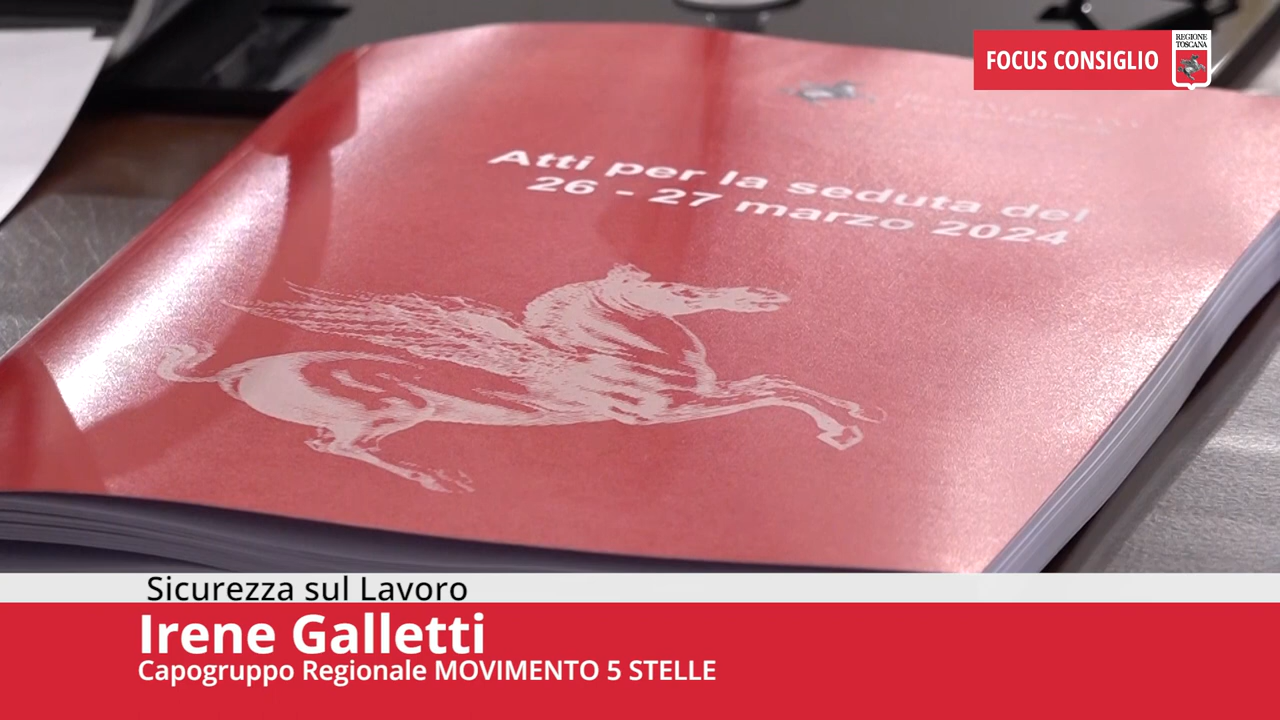 FOCUS CONSIGLIO
REGIONE
TOSCANA
Atti per la seduta del
26 - 27 marzo 2024
Sicurezza sul Lavoro
Irene Galletti
Capogruppo Regionale MOVIMENTO 5 STELLE